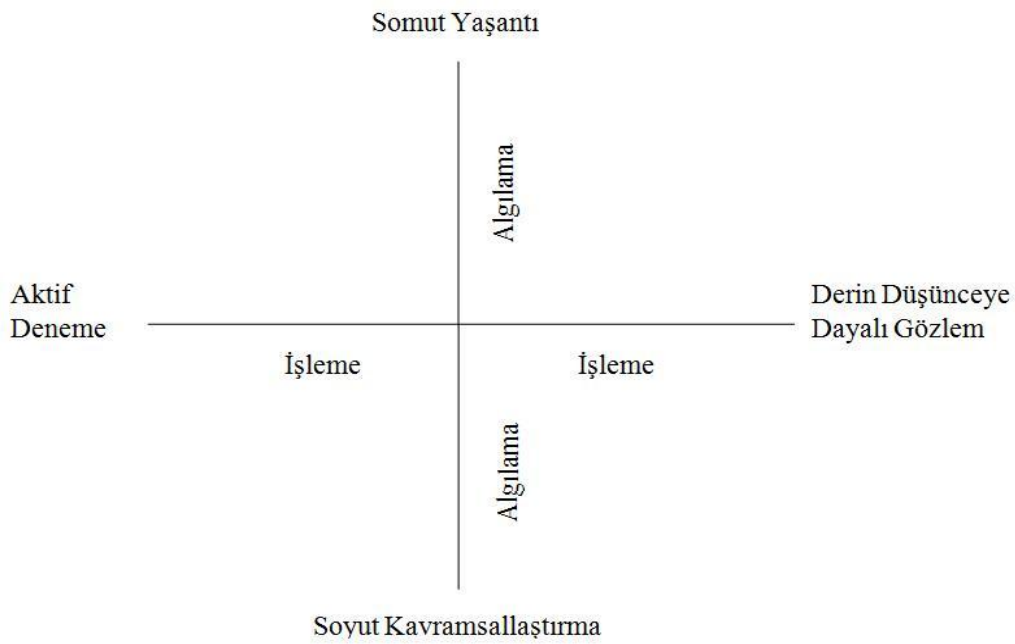 Somut Yaşantı
Algılama
Aktif
Deneme
Derin Düşünceye
Dayalı Gözlem
İşleme
İşleme
Algılama
Soyut Kavramsallaştırma